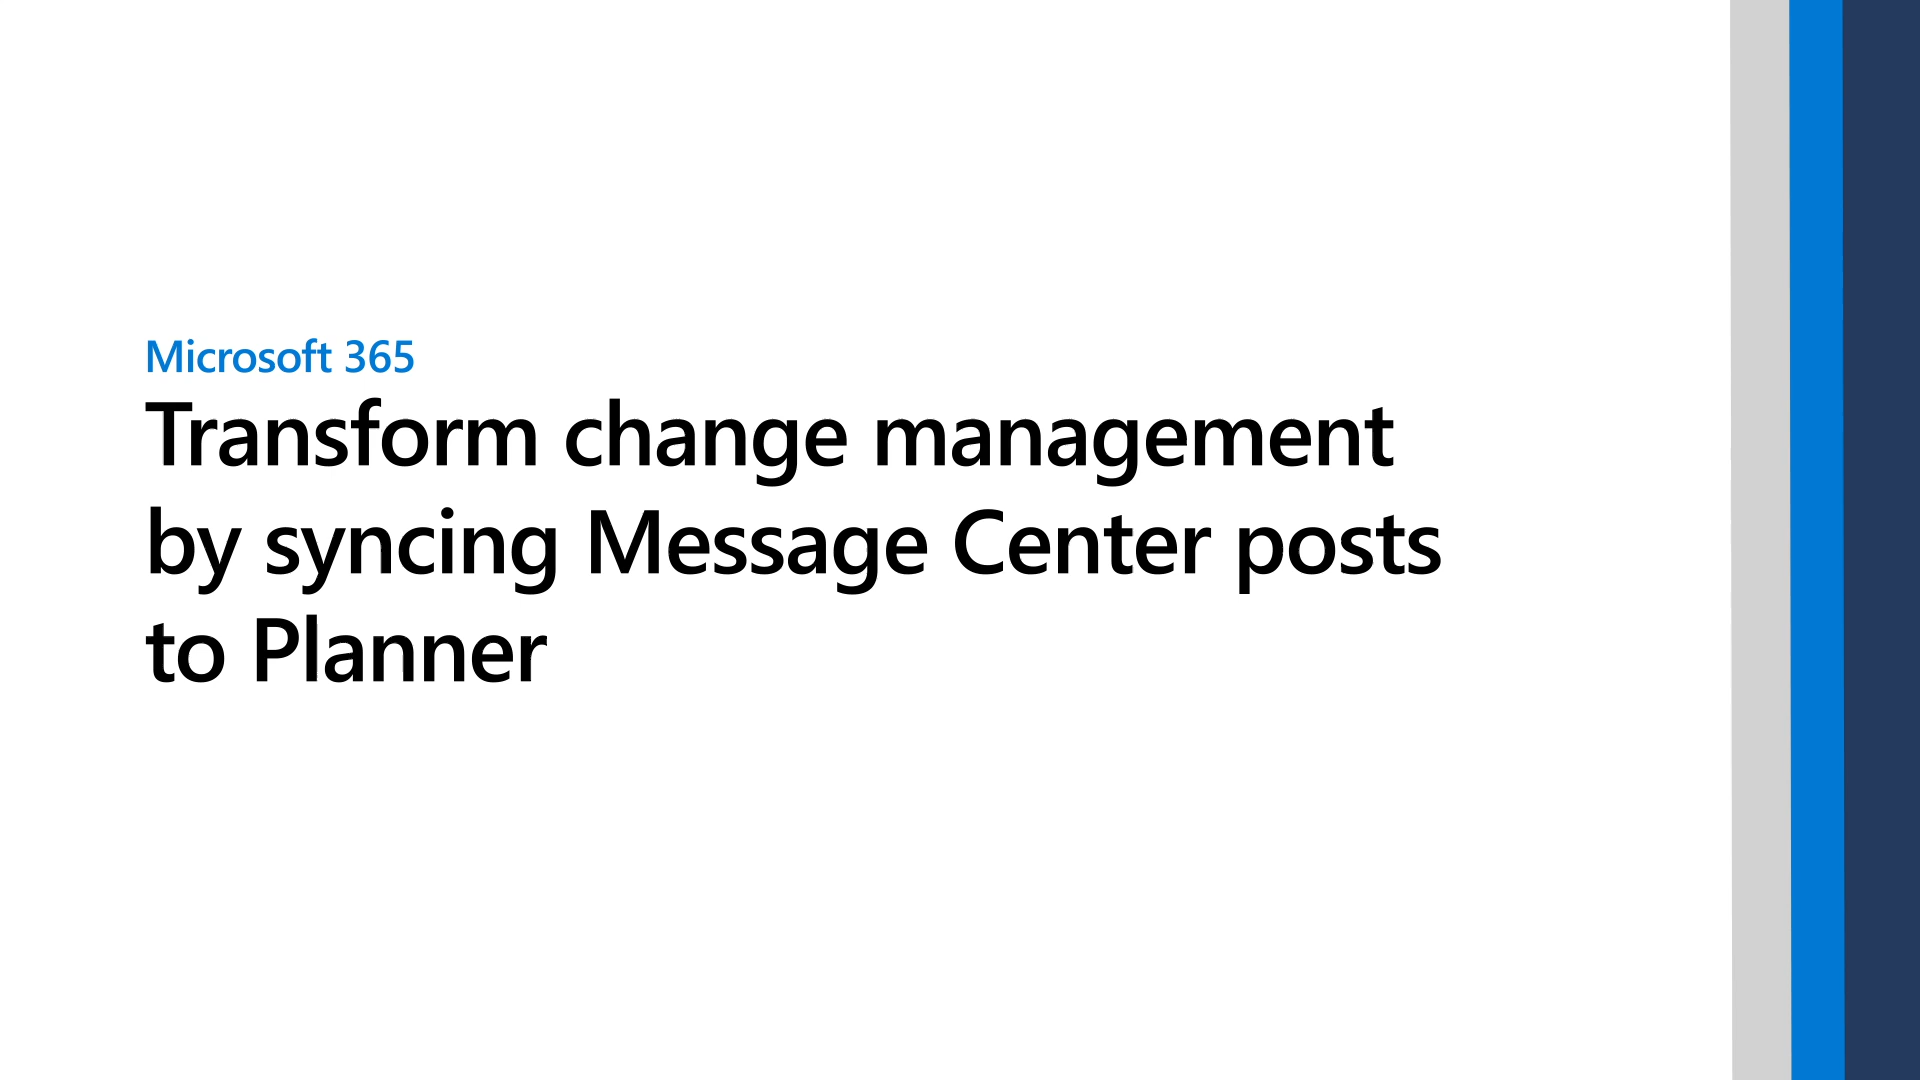 Microsoft 365
Transform change management
by syncing Message Center posts
to Planner